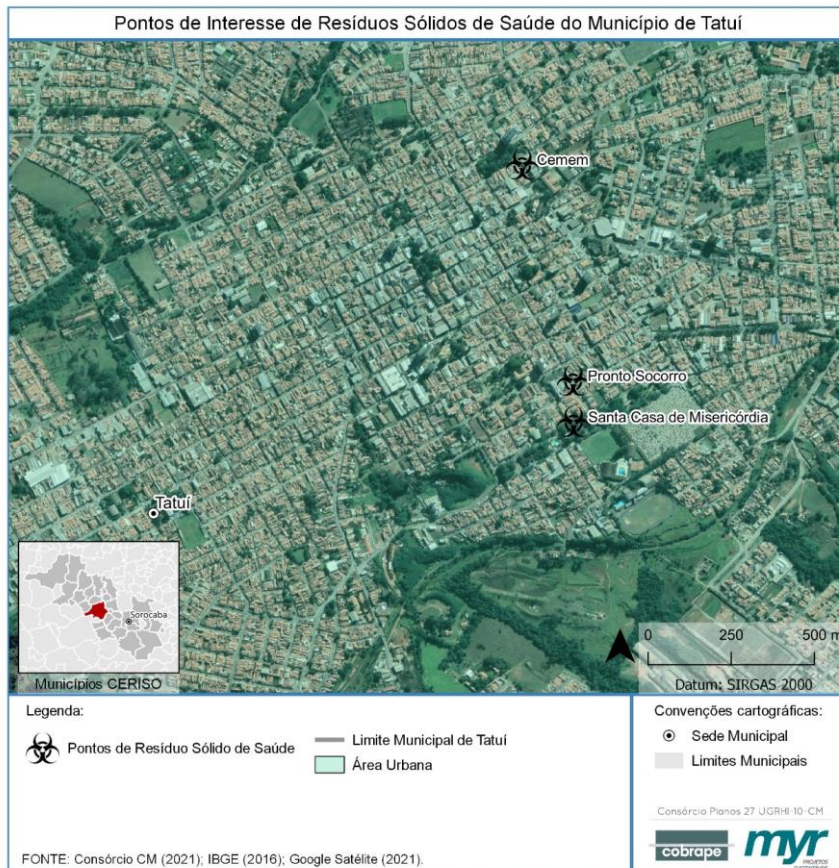 Pontos de Interesse de Resíduos Sólidos de Saúde do Município de Tatuí
Cemem
Pronto Socorro
Santa Casa de Misericórdia
Tatuí
Sorocaba
Municípios CERISO
0 250 500 m
Datum: SIRGAS 2000
Legenda:
Pontos de Resíduo Sólido de Saúde
Limite Municipal de Tatuí
Área Urbana
FONTE: Consórcio CM (2021); IBGE (2016); Google Satélite (2021).
Convenções cartográficas:
Sede Municipal
Limites Municipais
Consórcio Planos 27 UGRHI-10-CM
cobrape
myr
PROJETOS